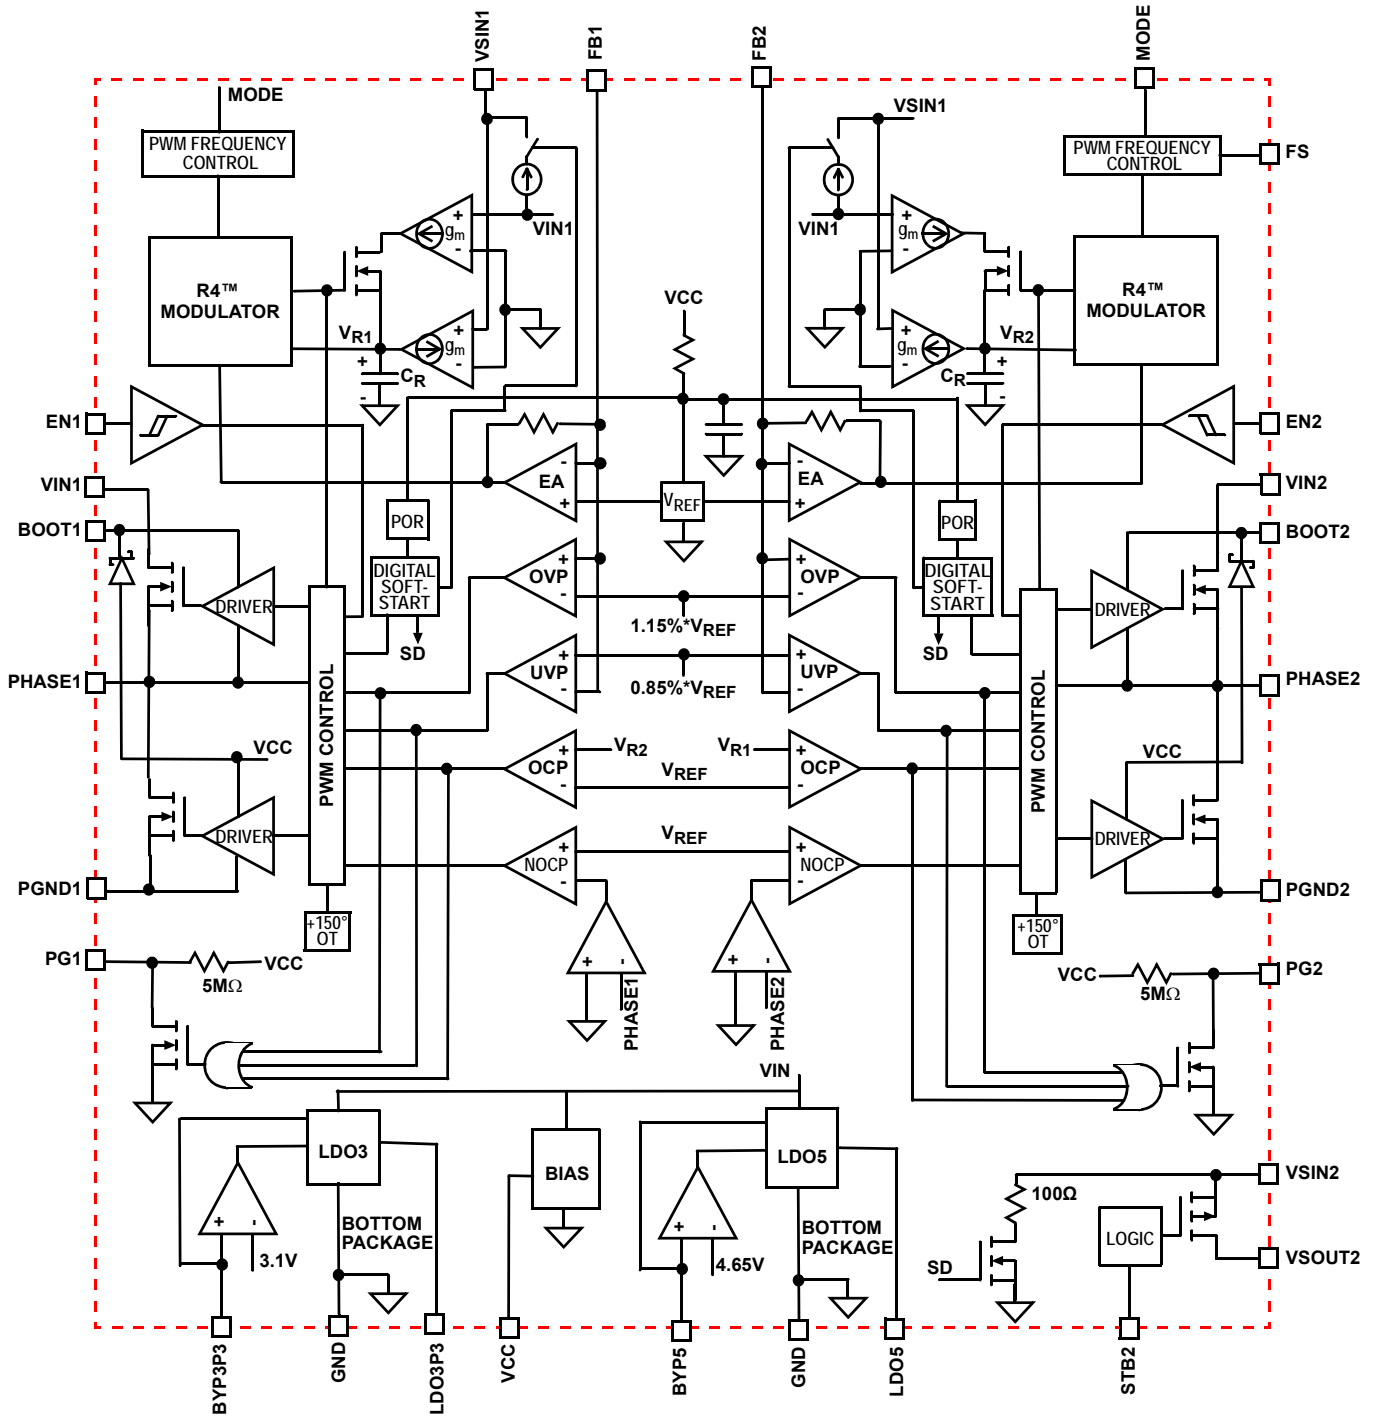 VSIN1
FB1
FB2
MODE
MODE
PWM FREQUENCY
CONTROL
VSIN1
PWM FREQUENCY
CONTROL
FS
+
gm
-
VIN1
VIN1
+
gm
-
R4™
MODULATOR
R4™
MODULATOR
VCC
VR1
+
gm
-
+
gm
-
VR2
+
CR
-
CR
+
-
EN1
EN2
-
EA
+
VREF
-
EA
+
VIN1
VIN2
POR
POR
BOOT1
BOOT2
DIGITAL
SOFT-
START
+
OVP
-
+
OVP
-
DIGITAL
SOFT-
START
DRIVER
DRIVER
1.15%*VREF
SD
SD
+
UVP
-
+
UVP
-
0.85%*VREF
PHASE1
PHASE2
PWM CONTROL
PWM CONTROL
VCC
VCC
+
OCP
-
VR2
VR1
VREF
+
OCP
-
DRIVER
DRIVER
+
NOCP
-
VREF
+
NOCP
-
PGND1
PGND2
+150°
OT
+150°
OT
PG1
VCC
5MΩ
+
-
PHASE1
+
-
PHASE2
VCC
5MΩ
PG2
VIN
LDO3
BIAS
LDO5
+
-
3.1V
BOTTOM
PACKAGE
+
-
4.65V
BOTTOM
PACKAGE
100Ω
SD
VSIN2
LOGIC
VSOUT2
BYP3P3
GND
LDO3P3
VCC
BYP5
GND
LDO5
STB2